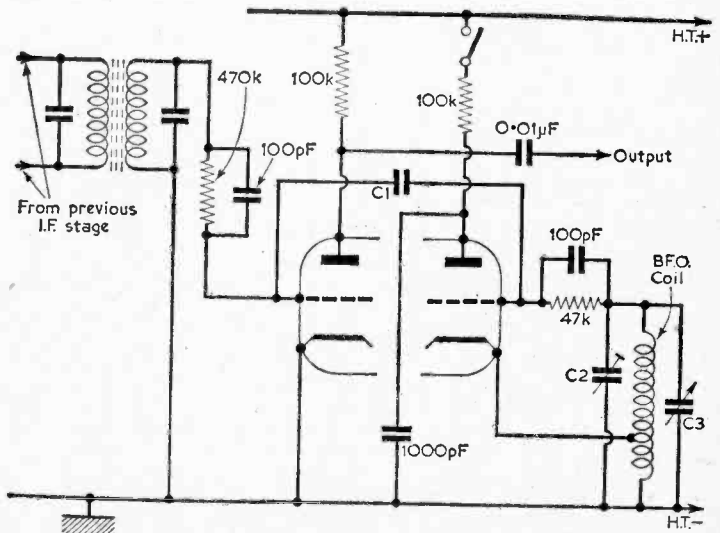 H.T.+
470k
100k
100k
0·01µF
100pF
Output
C1
From previous
I.F. stage
100pF
B.F.O.
Coil
47k
C2
C3
1000pF
H.T.-